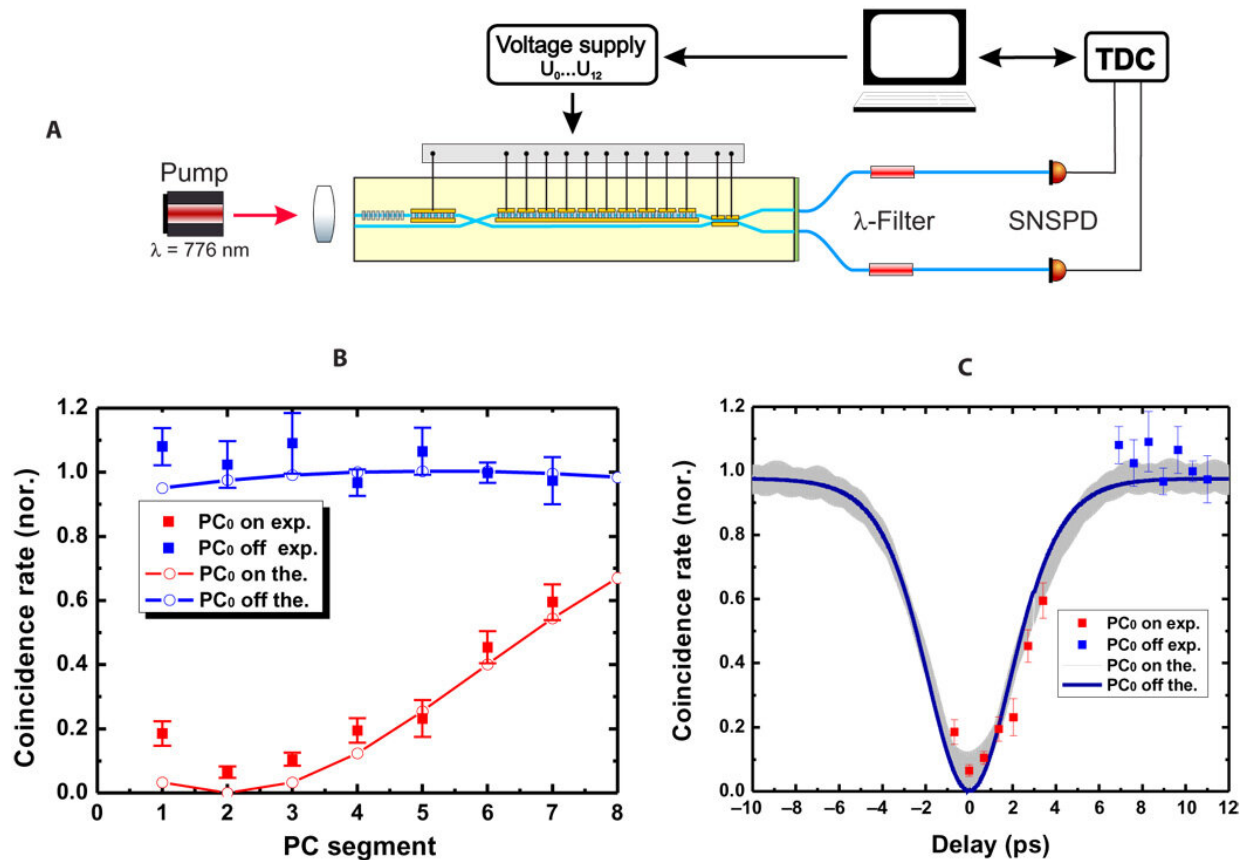 A
Voltage supply
U₀...U₁₂
TDC
Pump
λ = 776 nm
λ-Filter
SNSPD
B
Coincidence rate (nor.)
1.2
1.0
0.8
0.6
0.4
0.2
0.0
PC₀ on exp.
PC₀ off exp.
PC₀ on the.
PC₀ off the.
0 1 2 3 4 5 6 7 8
PC segment
C
Coincidence rate (nor.)
1.2
1.0
0.8
0.6
0.4
0.2
0.0
PC₀ on exp.
PC₀ off exp.
PC₀ on the.
PC₀ off the.
–10 –8 –6 –4 –2 0 2 4 6 8 10 12
Delay (ps)